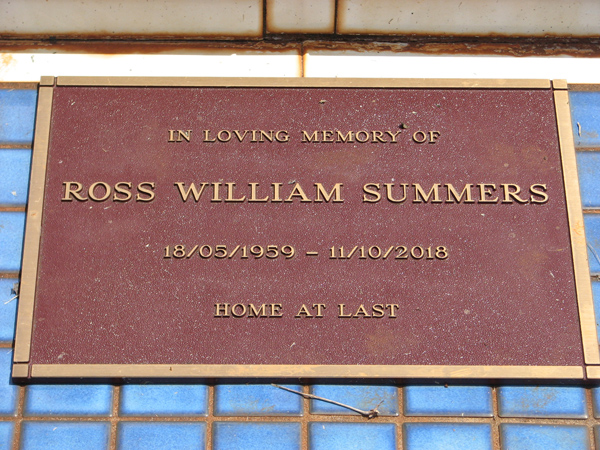 IN LOVING MEMORY OF
ROSS WILLIAM SUMMERS
18/05/1959 – 11/10/2018
HOME AT LAST